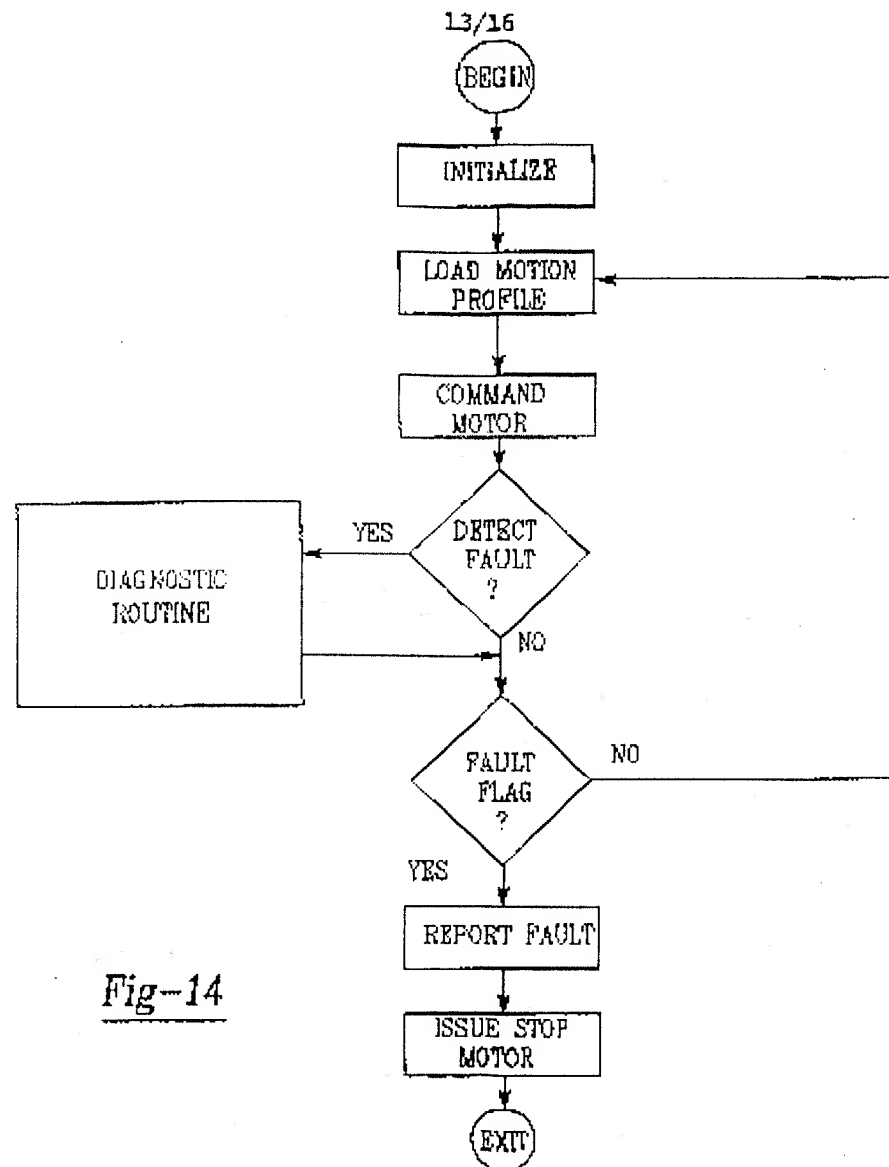 13/16
BEGIN
INITIALIZE
LOAD MOTION
PROFILE
COMMAND
MOTOR
DETECT
FAULT
?
YES
NO
DIAGNOSTIC
ROUTINE
FAULT
FLAG
?
NO
YES
REPORT FAULT
ISSUE STOP
MOTOR
EXIT
Fig-14